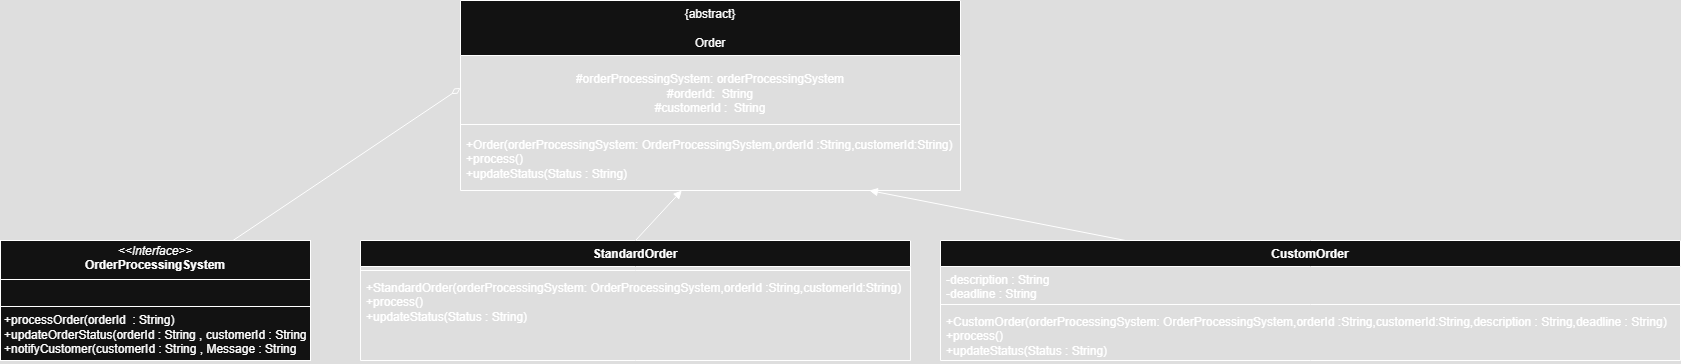 {abstract}
Order
#orderProcessingSystem: orderProcessingSystem
#orderId:  String
#customerId :  String
+Order(orderProcessingSystem: OrderProcessingSystem,orderId :String,customerId:String)
+process()
+updateStatus(Status : String)
<<Interface>>
OrderProcessingSystem
+processOrder(orderId  : String)
+updateOrderStatus(orderId : String , customerId : String
+notifyCustomer(customerId : String , Message : String
StandardOrder
+StandardOrder(orderProcessingSystem: OrderProcessingSystem,orderId :String,customerId:String)
+process()
+updateStatus(Status : String)
CustomOrder
-description : String
-deadline : String
+CustomOrder(orderProcessingSystem: OrderProcessingSystem,orderId :String,customerId:String,description : String,deadline : String)
+process()
+updateStatus(Status : String)